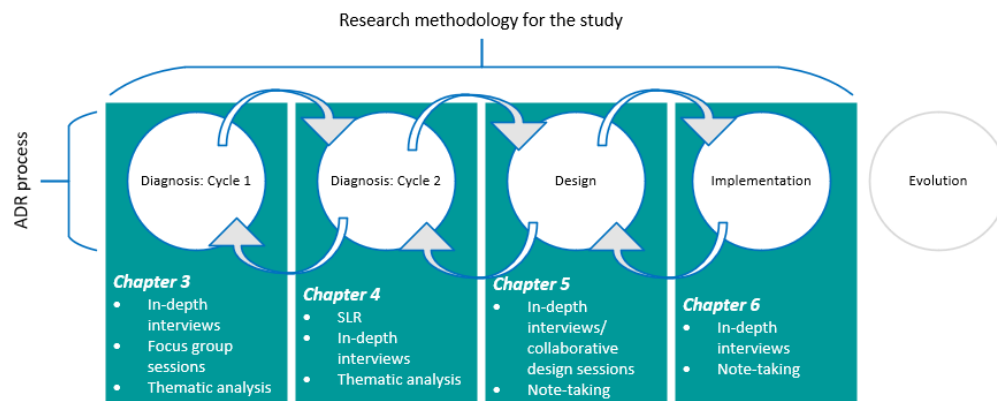 Research methodology for the study
ADR process
Diagnosis: Cycle 1
Diagnosis: Cycle 2
Design
Implementation
Evolution
Chapter 3
• In-depth
interviews
• Focus group
sessions
• Thematic analysis
Chapter 4
• SLR
• In-depth
interviews
• Thematic analysis
Chapter 5
• In-depth
interviews/
collaborative
design sessions
• Note-taking
Chapter 6
• In-depth
interviews
• Note-taking